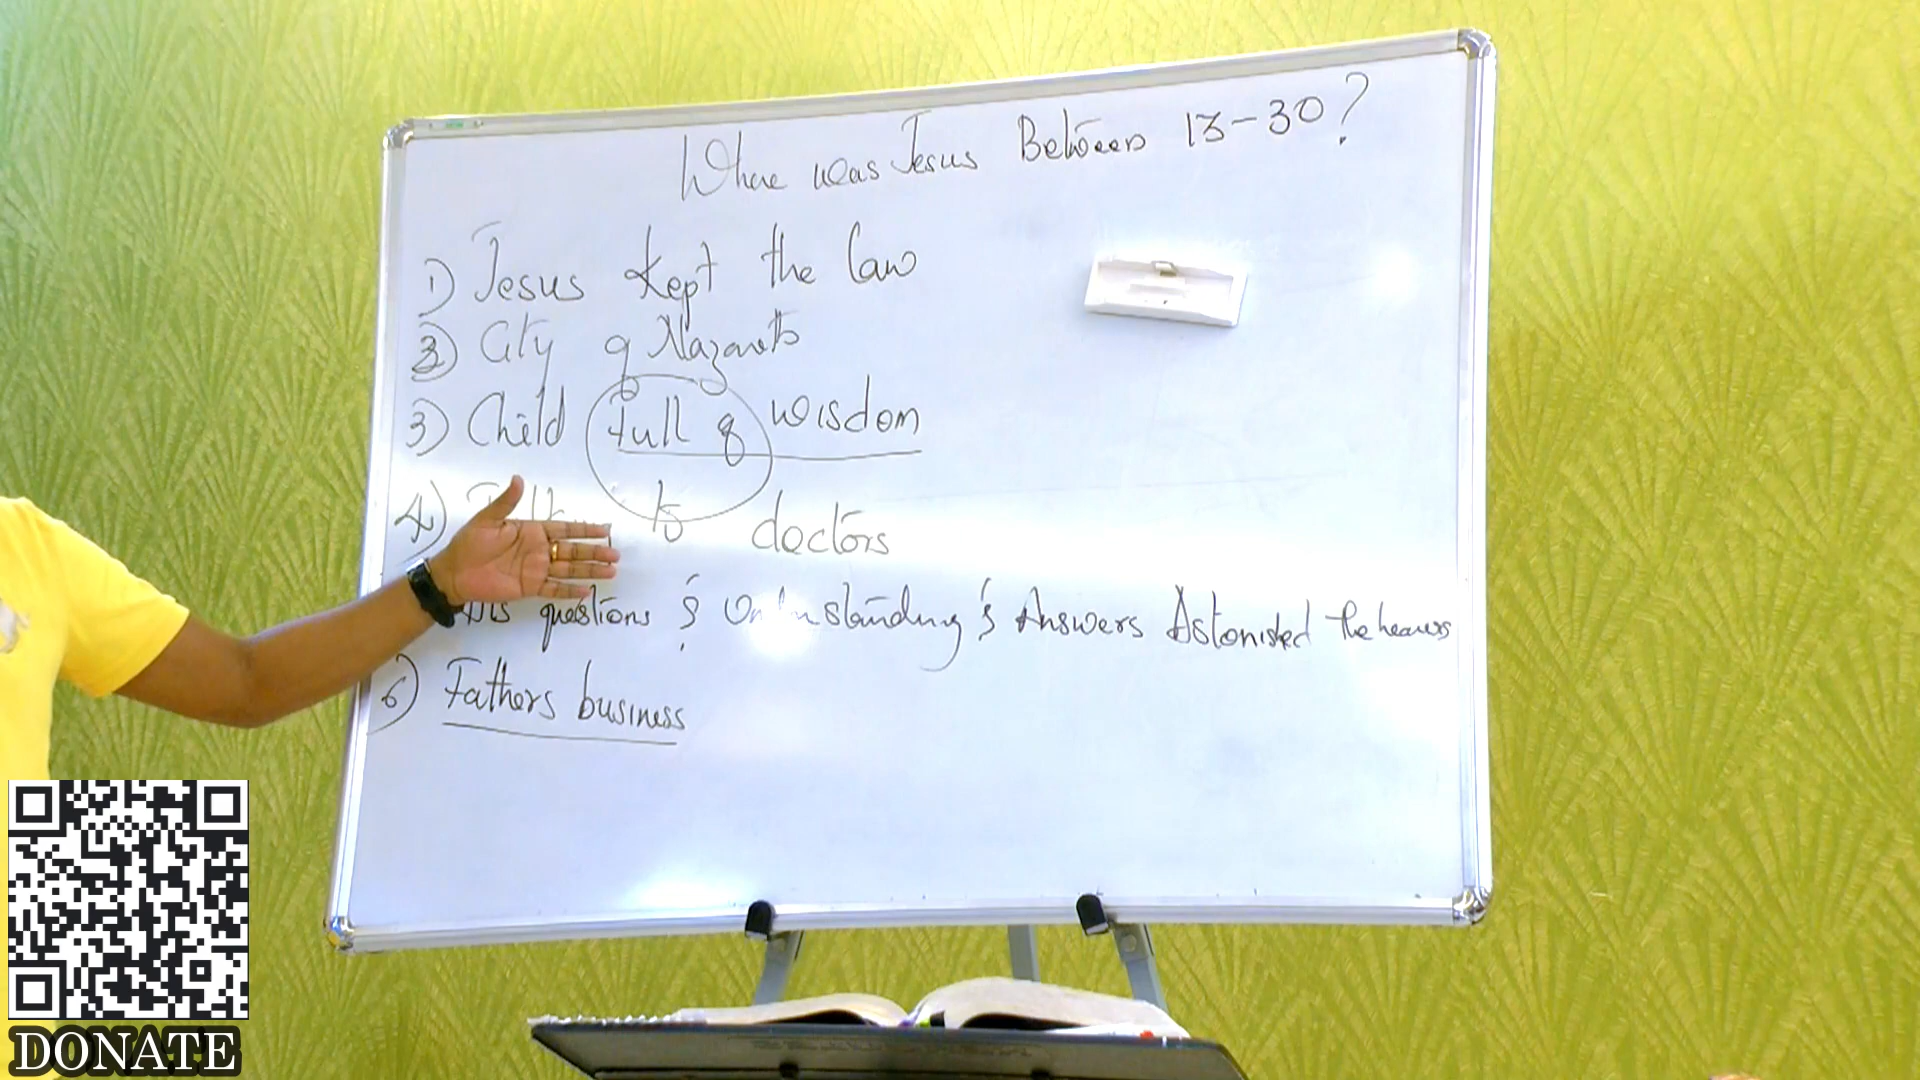 Where was Jesus Between 13-30?
1) Jesus kept the law
2) City of Nazareth
3) Child full of wisdom
4) to doctors
His questions & Understanding & Answers Astonished the hearers
6) Fathers business
DONATE